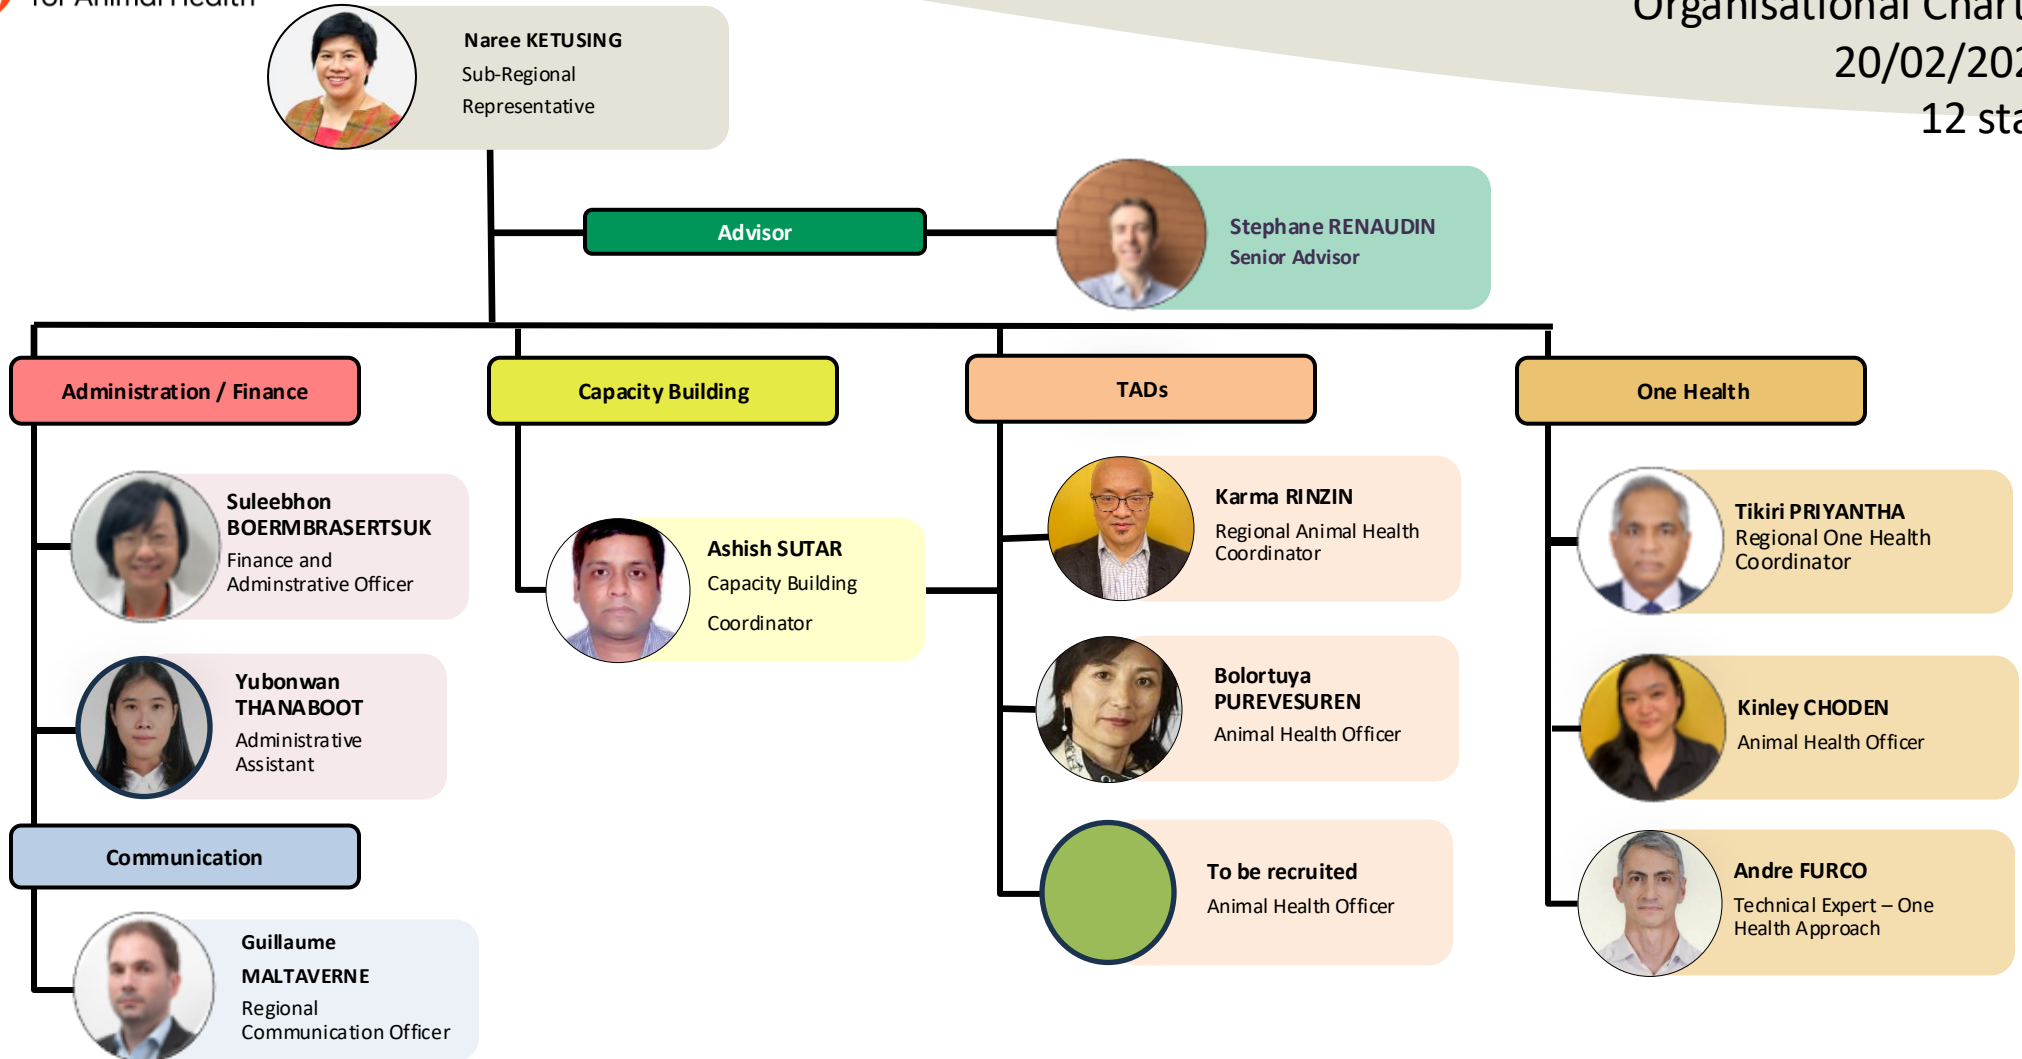 for Animal Health
Organisational Chart
20/02/202
12 sta
Naree KETUSING
Sub-Regional
Representative
Advisor
Stephane RENAUDIN
Senior Advisor
Administration / Finance
Capacity Building
TADs
One Health
Suleebhon
BOERMBRASERTSUK
Finance and
Adminstrative Officer
Yubonwan
THANABOOT
Administrative
Assistant
Communication
Guillaume
MALTAVERNE
Regional
Communication Officer
Ashish SUTAR
Capacity Building
Coordinator
Karma RINZIN
Regional Animal Health
Coordinator
Bolortuya
PUREVESUREN
Animal Health Officer
To be recruited
Animal Health Officer
Tikiri PRIYANTHA
Regional One Health
Coordinator
Kinley CHODEN
Animal Health Officer
Andre FURCO
Technical Expert – One
Health Approach